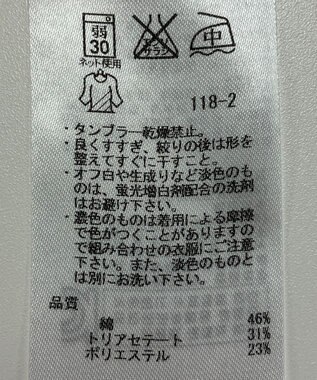 弱
30
ネット使用
エンソ
サラシ
中
118-2
・タンブラー乾燥禁止。
・良くすすぎ、絞りの後は形を
整えてすぐに干すこと。
・オフ白や生成りなど淡色のも
のは、蛍光増白剤配合の洗剤
はお避け下さい。
・濃色のものは着用による摩擦
で色がつくことがありますの
で組み合わせの衣服にご注意
下さい。また、淡色のものと
は別にお洗い下さい。
品質
綿 46%
トリアセテート 31%
ポリエステル 23%